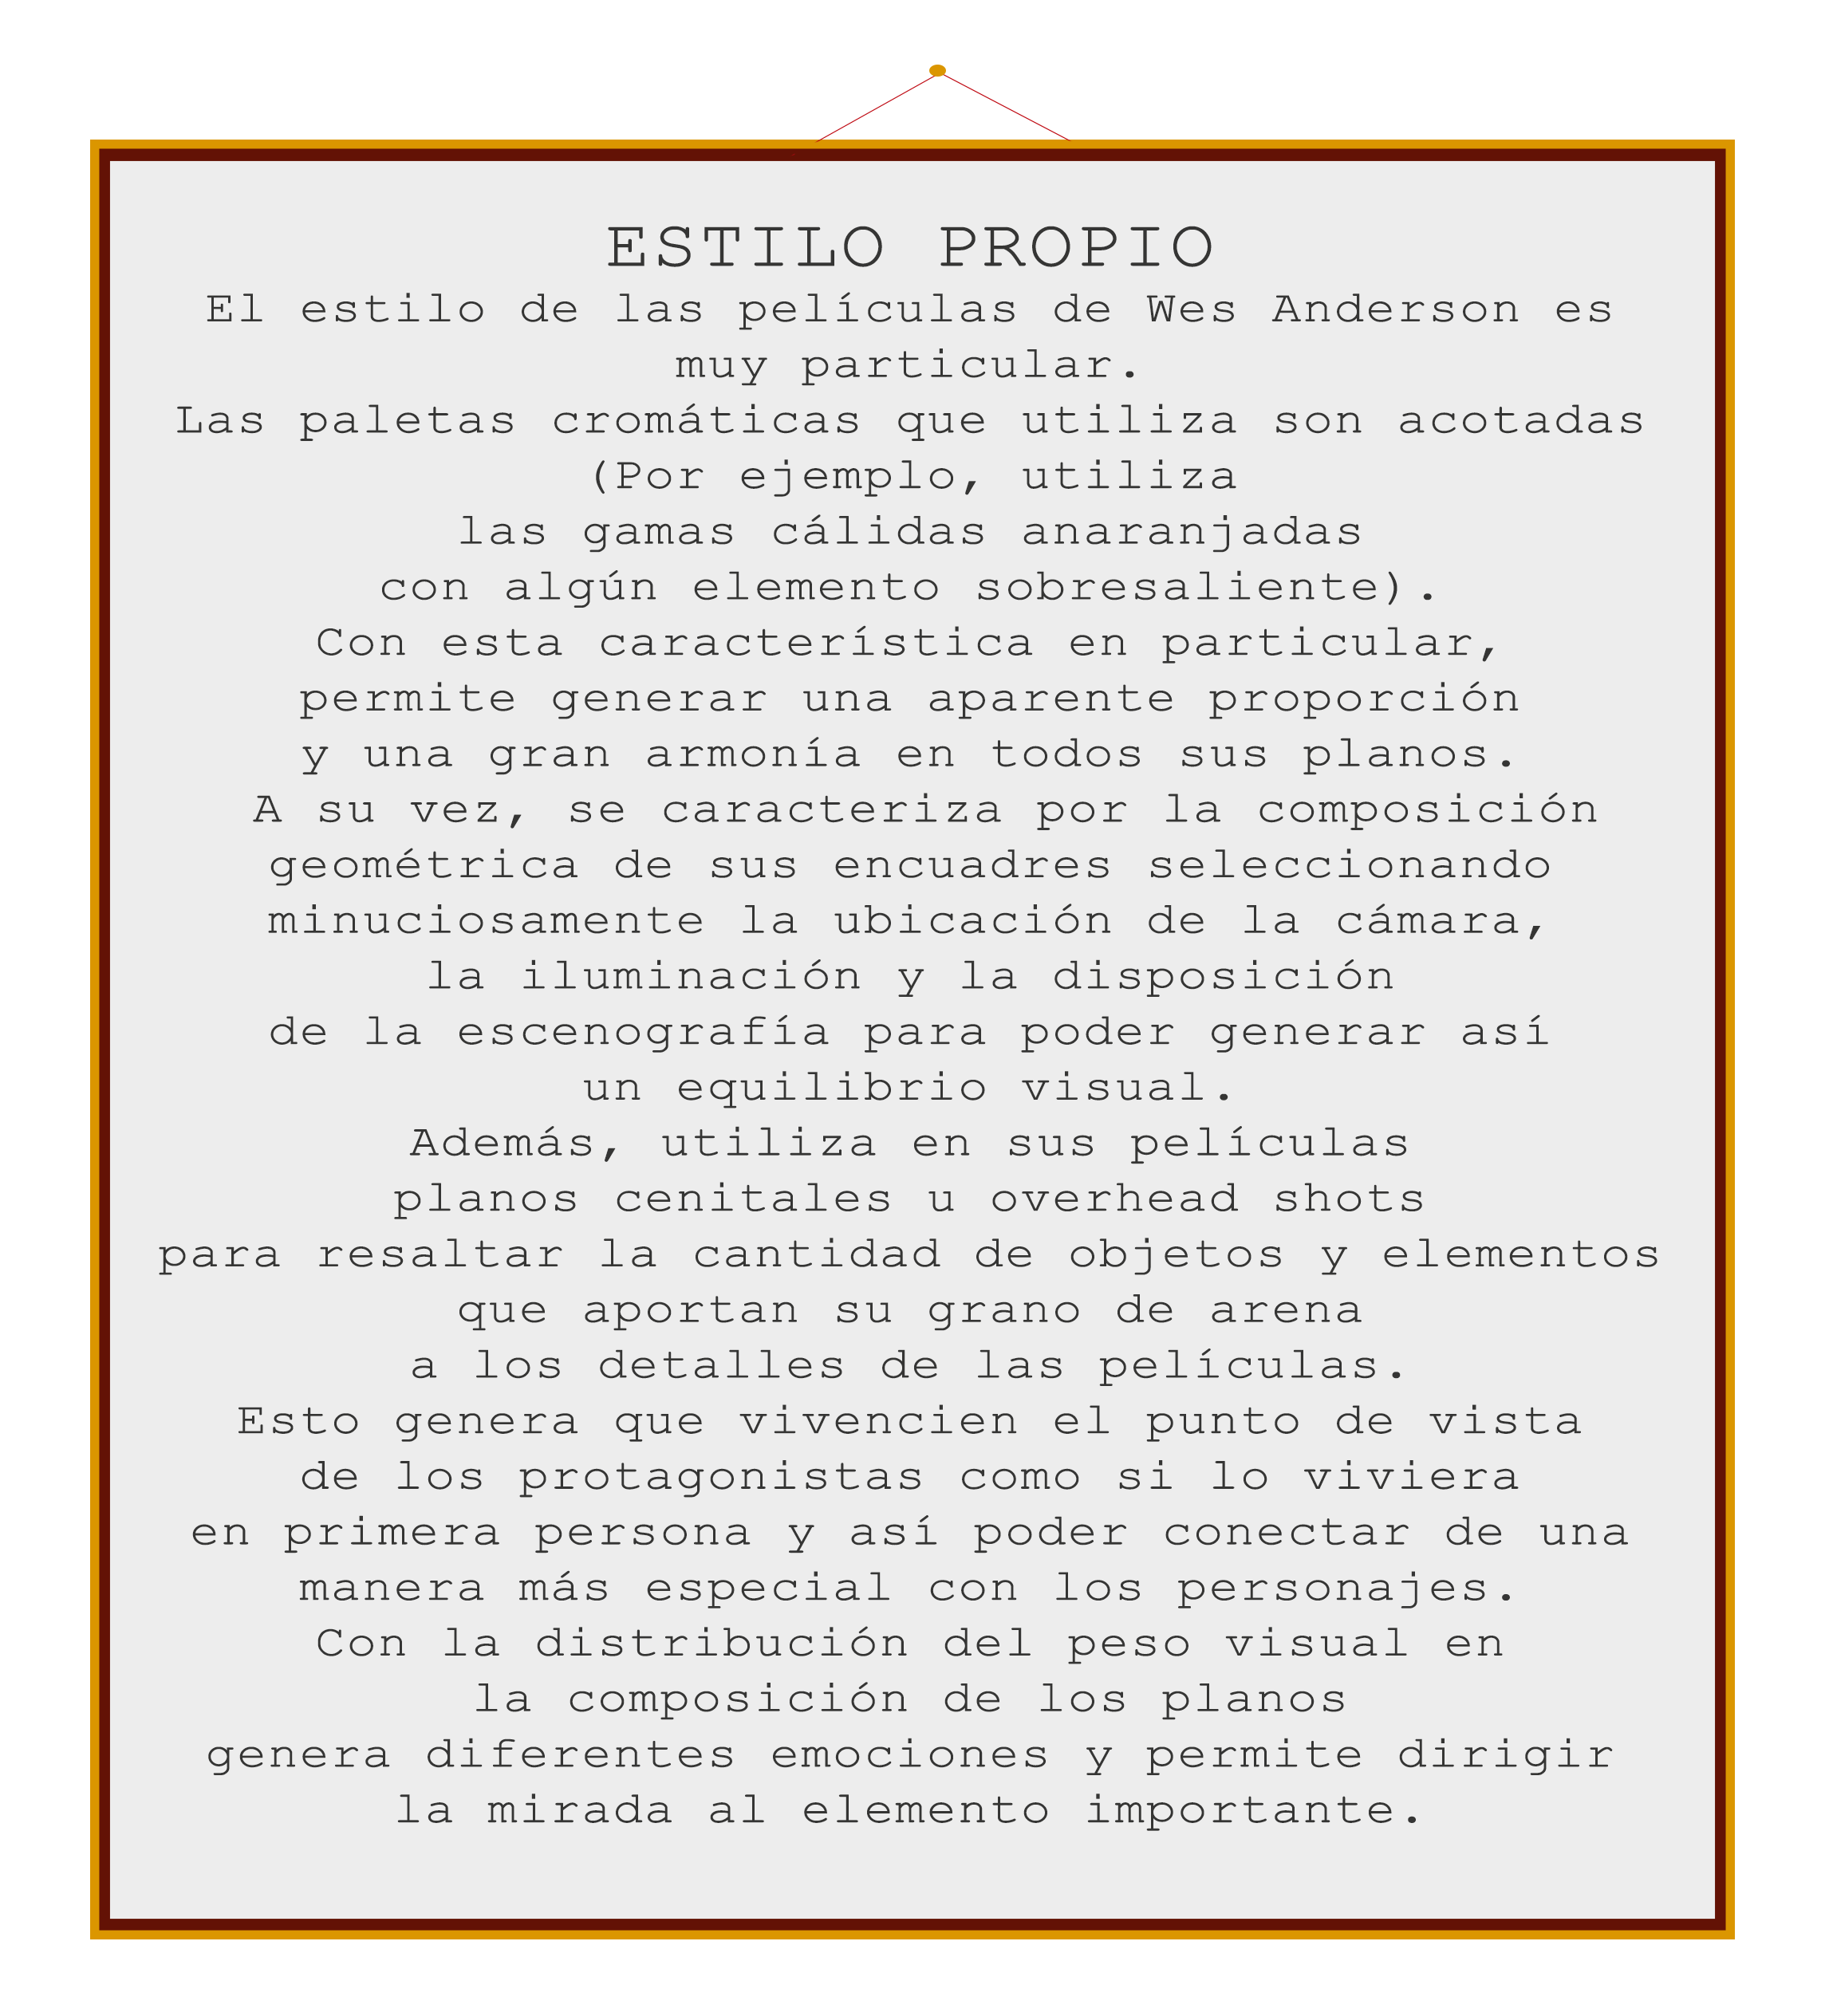 ESTILO PROPIO
El estilo de las películas de Wes Anderson es
muy particular.
Las paletas cromáticas que utiliza son acotadas
(Por ejemplo, utiliza
las gamas cálidas anaranjadas
con algún elemento sobresaliente).
Con esta característica en particular,
permite generar una aparente proporción
y una gran armonía en todos sus planos.
A su vez, se caracteriza por la composición
geométrica de sus encuadres seleccionando
minuciosamente la ubicación de la cámara,
la iluminación y la disposición
de la escenografía para poder generar así
un equilibrio visual.
Además, utiliza en sus películas
planos cenitales u overhead shots
para resaltar la cantidad de objetos y elementos
que aportan su grano de arena
a los detalles de las películas.
Esto genera que vivencien el punto de vista
de los protagonistas como si lo viviera
en primera persona y así poder conectar de una
manera más especial con los personajes.
Con la distribución del peso visual en
la composición de los planos
genera diferentes emociones y permite dirigir
la mirada al elemento importante.